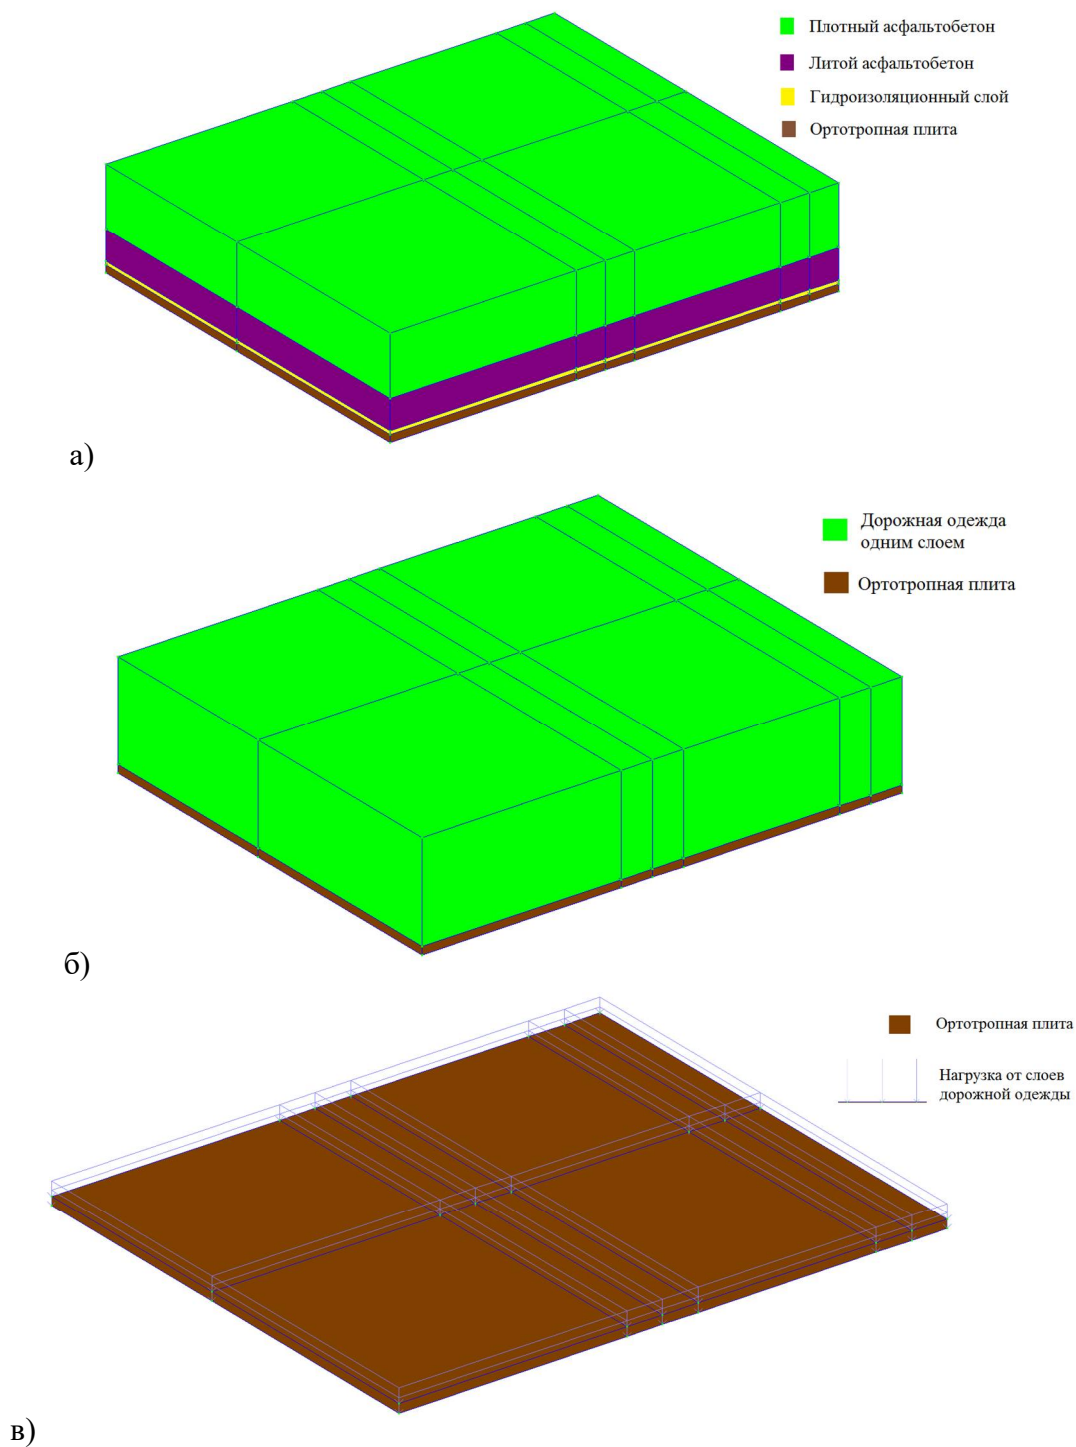 Плотный асфальтобетон
Литой асфальтобетон
Гидроизоляционный слой
Ортотропная плита
а)
Дорожная одежда
одним слоем
Ортотропная плита
б)
Ортотропная плита
Нагрузка от слоев
дорожной одежды
в)